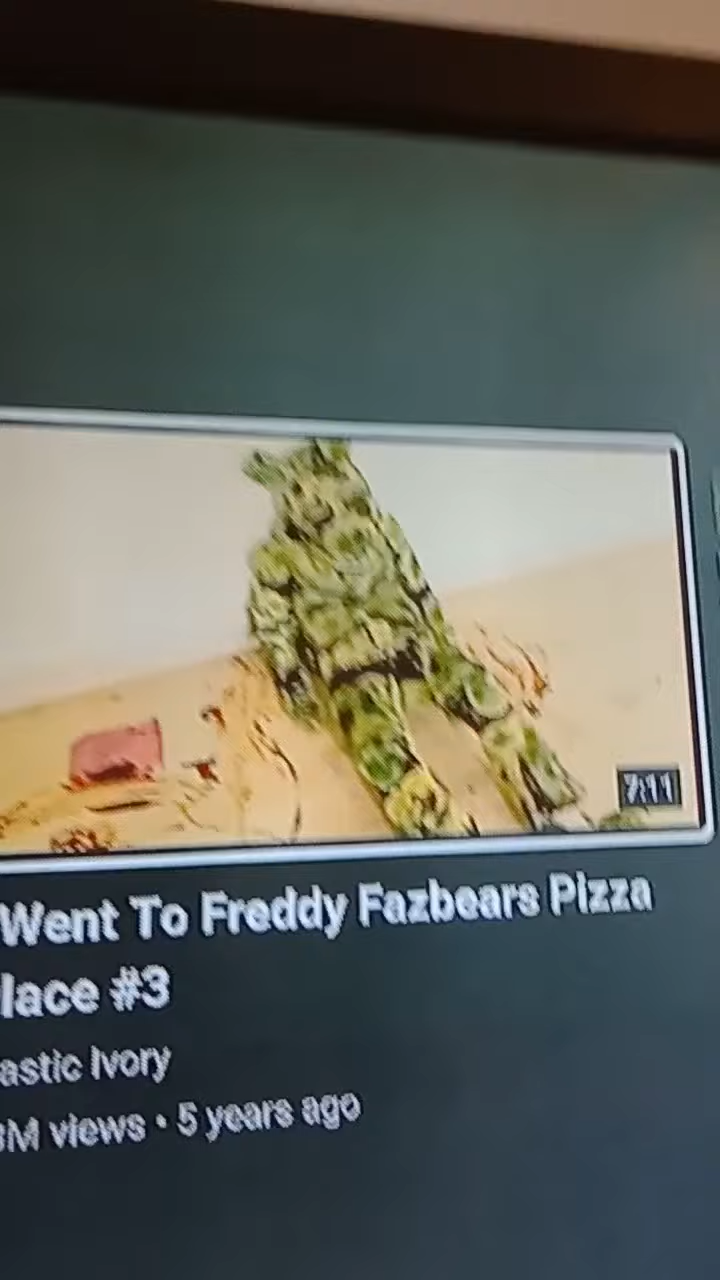 7:11
Went To Freddy Fazbears Pizza
lace #3
astic Ivory
M views • 5 years ago